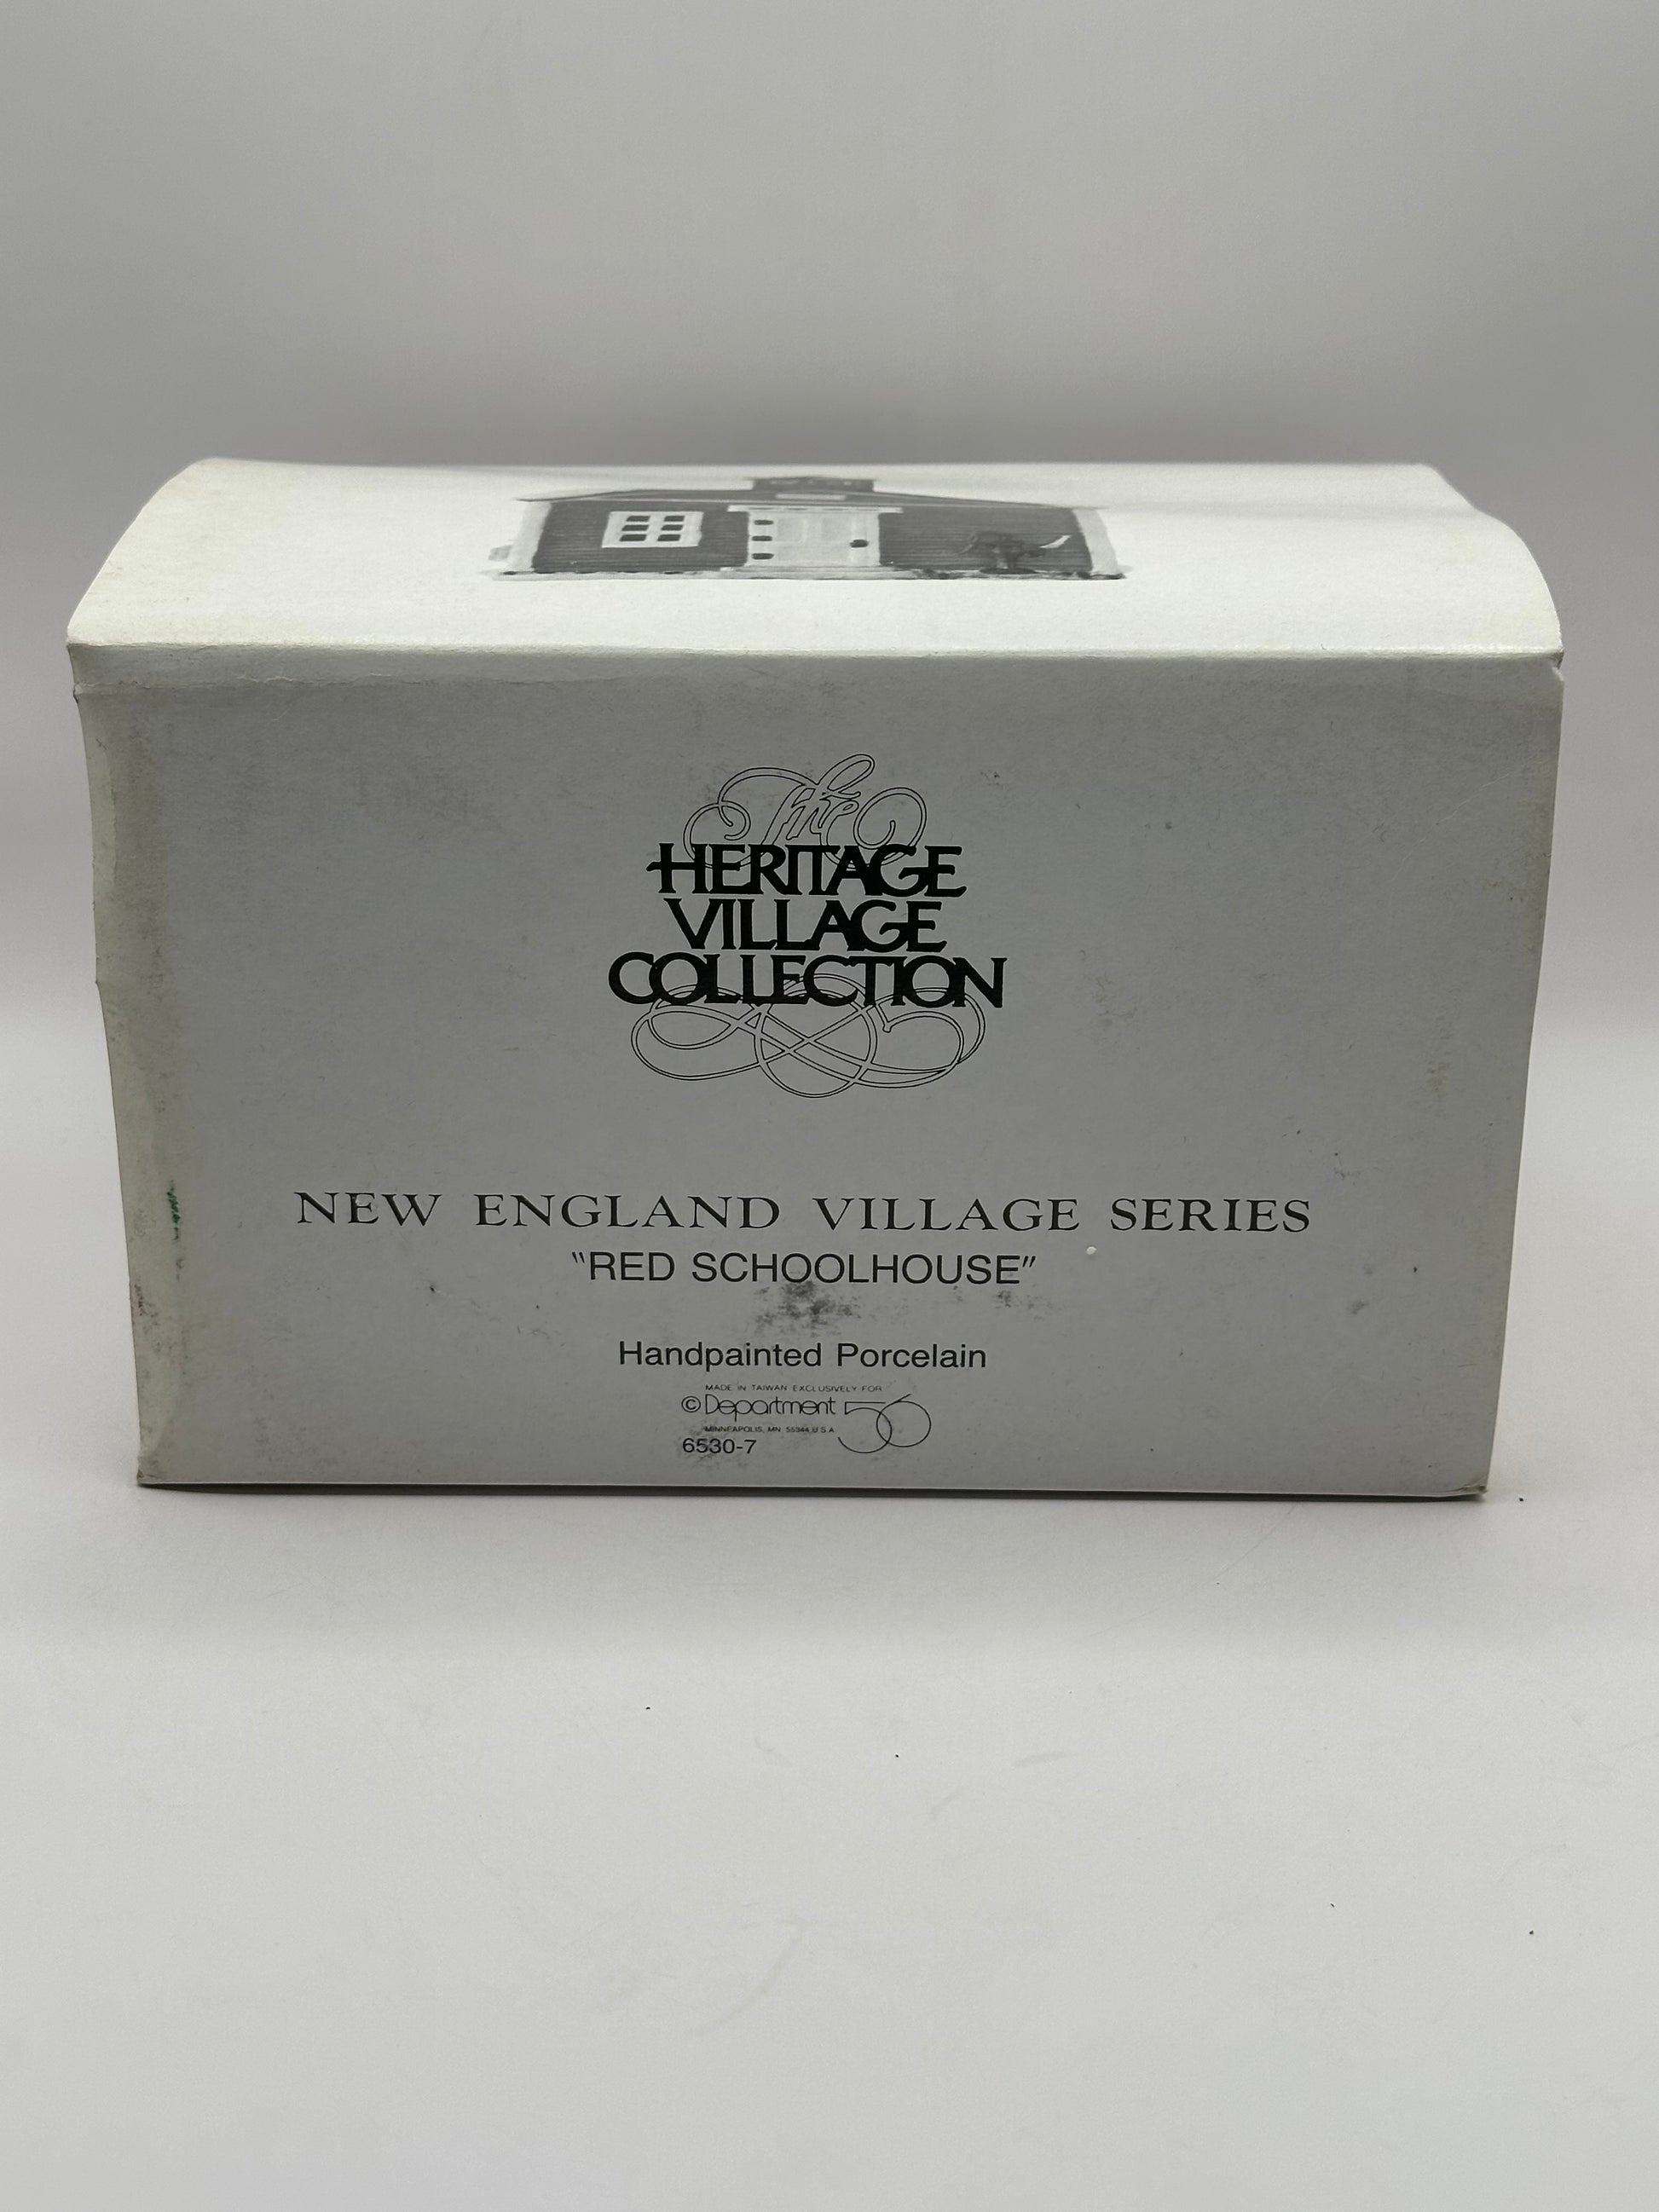 The
HERITAGE
VILLAGE
COLLECTION
NEW ENGLAND VILLAGE SERIES
"RED SCHOOLHOUSE"
Handpainted Porcelain
MADE IN TAIWAN EXCLUSIVELY FOR
©Department 56
MINNEAPOLIS, MN 55344 U S A
6530-7